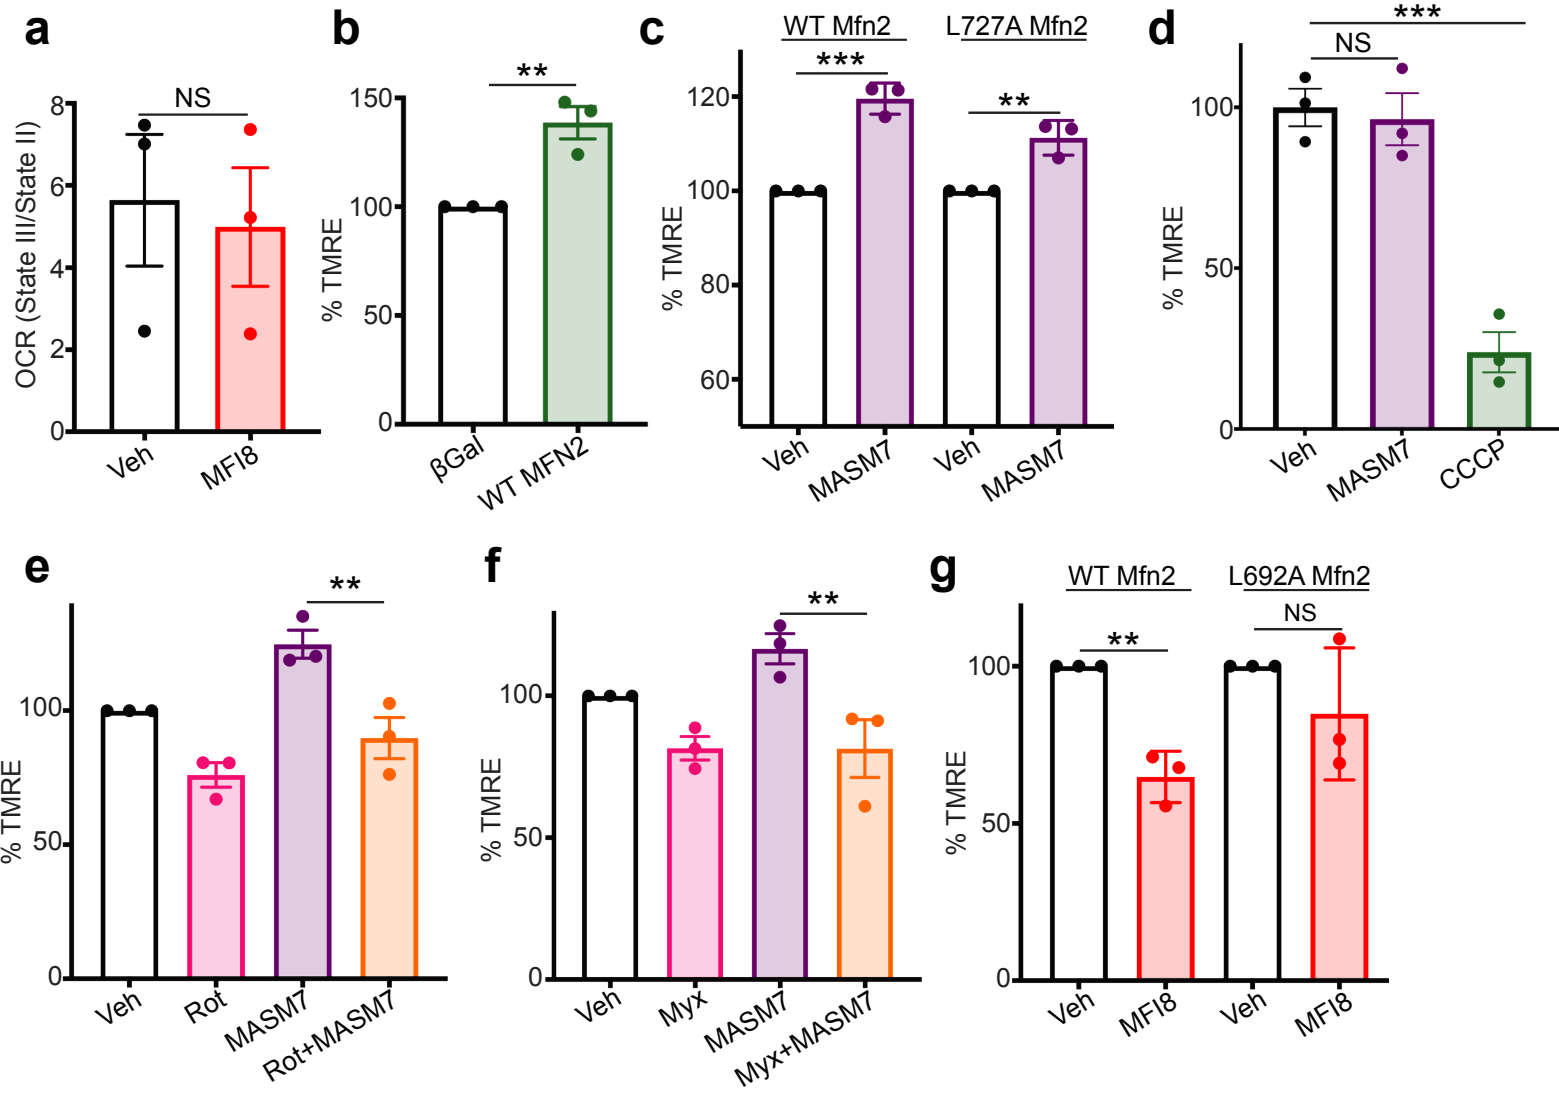 a
NS
OCR (State III/State II)
8
6
4
2
0
Veh
MFI8
b
**
% TMRE
150
100
50
0
βGal
WT MFN2
c
WT Mfn2
L727A Mfn2
***
**
% TMRE
120
100
80
60
Veh
MASM7
Veh
MASM7
d
***
NS
% TMRE
100
50
0
Veh
MASM7
CCCP
e
**
% TMRE
100
50
0
Veh
Rot
MASM7
Rot+MASM7
f
**
% TMRE
100
50
0
Veh
Myx
MASM7
Myx+MASM7
g
WT Mfn2
L692A Mfn2
**
NS
% TMRE
100
50
0
Veh
MFI8
Veh
MFI8